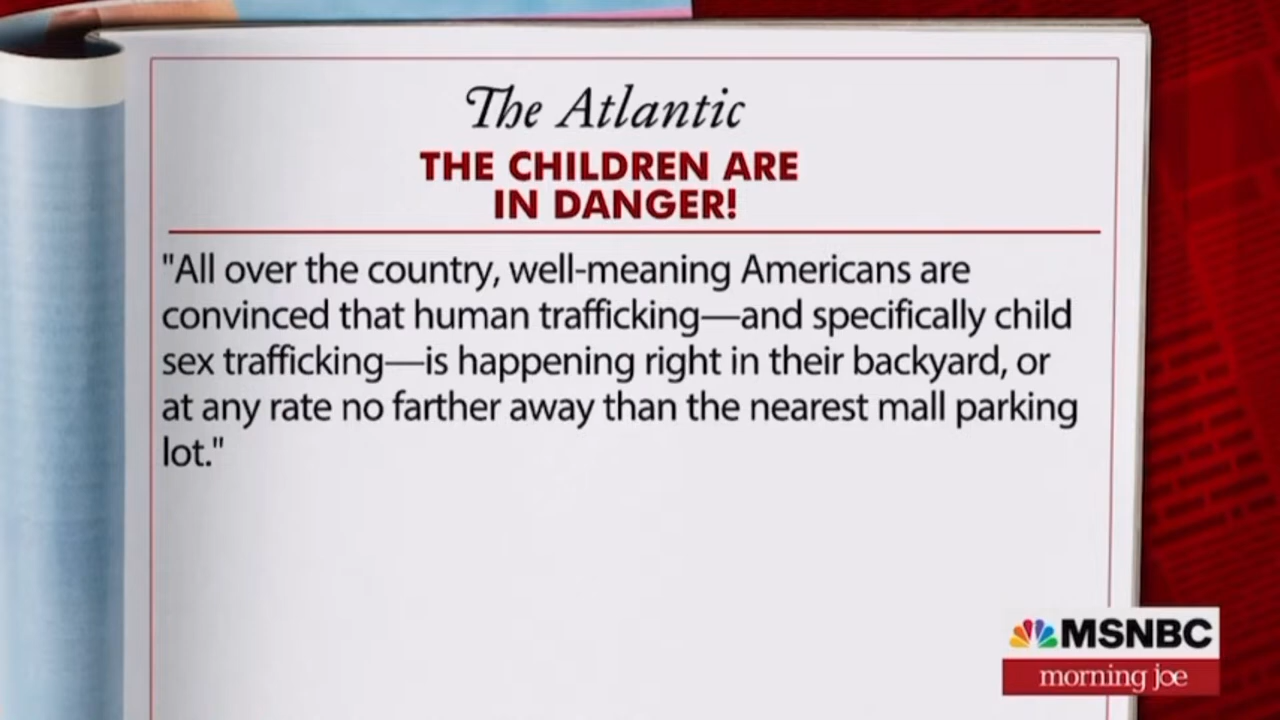 The Atlantic
THE CHILDREN ARE
IN DANGER!
"All over the country, well-meaning Americans are
convinced that human trafficking—and specifically child
sex trafficking—is happening right in their backyard, or
at any rate no farther away than the nearest mall parking
lot."
MSNBC
morning joe